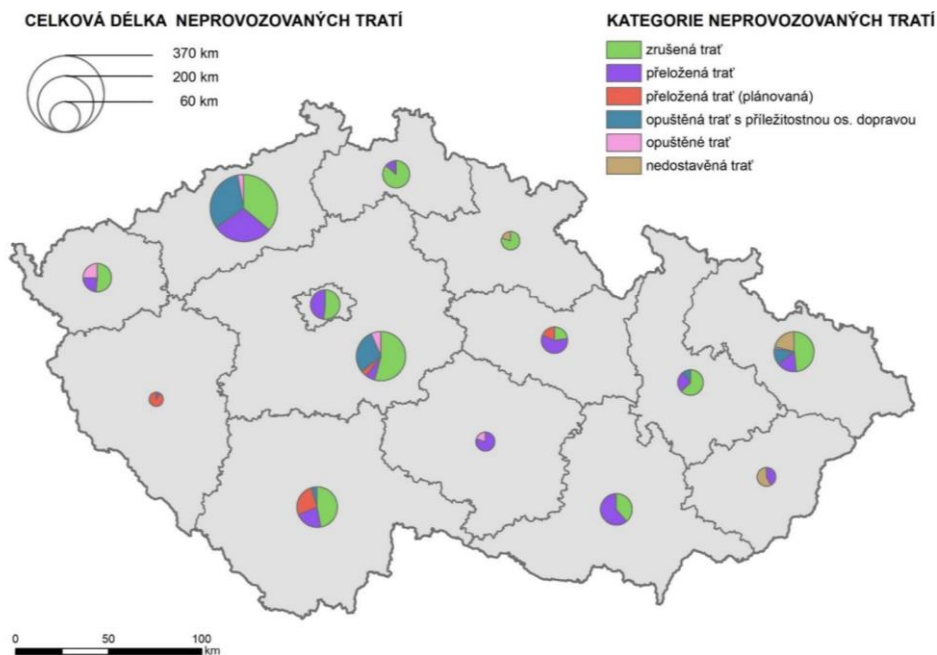 CELKOVÁ DÉLKA NEPROVOZOVANÝCH TRATÍ
370 km
200 km
60 km
KATEGORIE NEPROVOZOVANÝCH TRATÍ
zrušená trať
přeložená trať
přeložená trať (plánovaná)
opuštěná trať s příležitostnou os. dopravou
opuštěné trať
nedostavěná trať
0 50 100
km